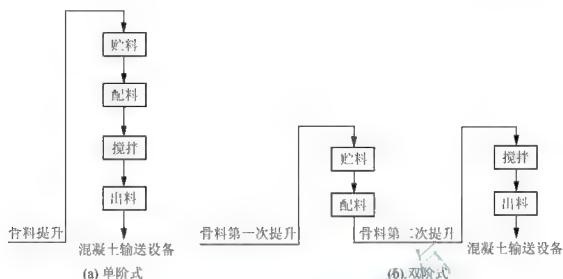 贮料
配料
搅拌
出料
骨料提升
混凝土输送设备
(a) 单阶式
贮料
配料
骨料第一次提升
骨料第二次提升
搅拌
出料
混凝土输送设备
(б) 双阶式